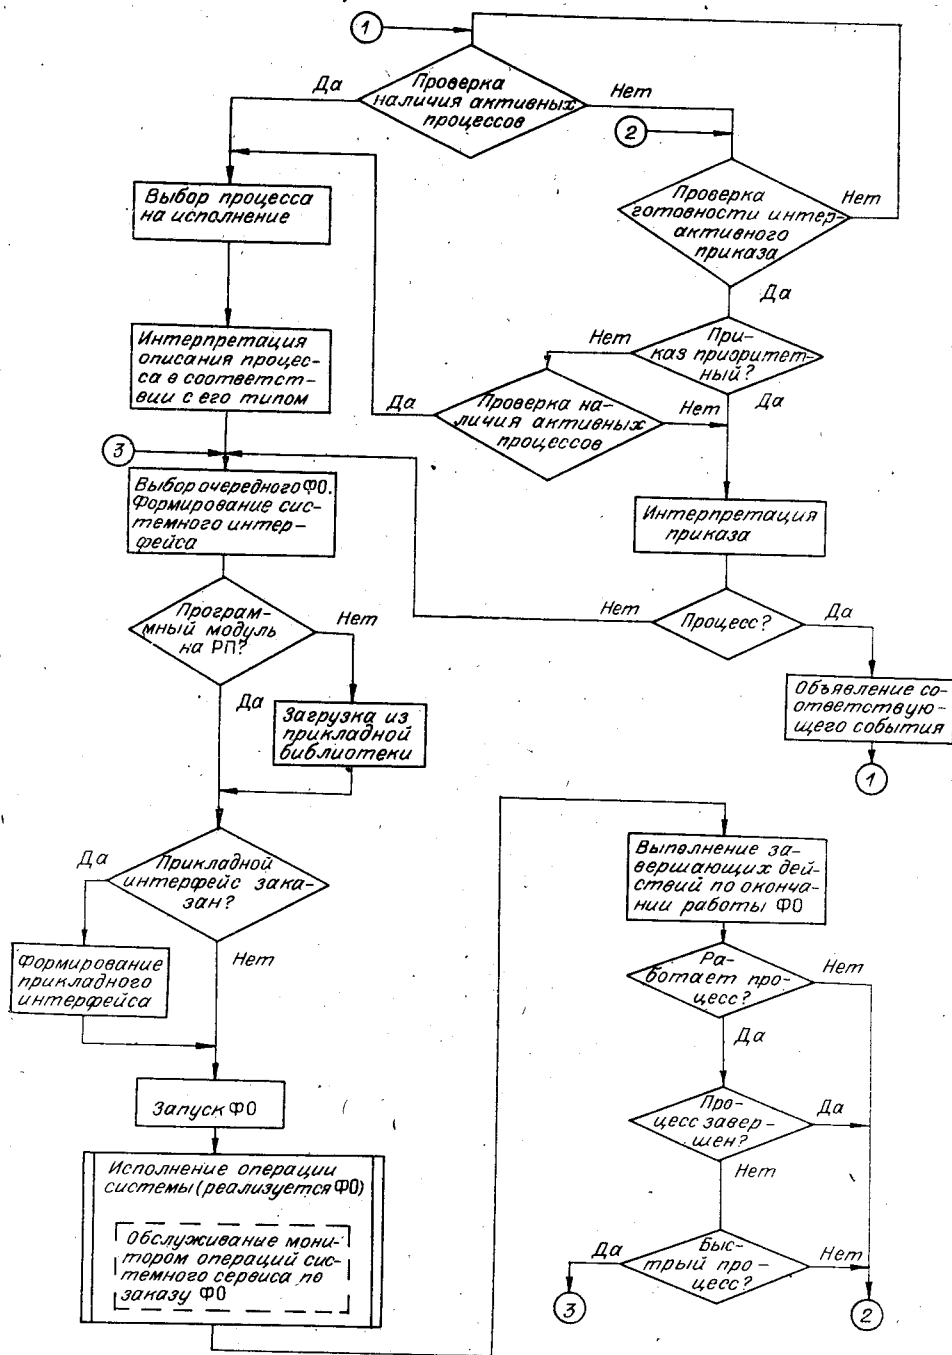 1
Проверка
наличия активных
процессов
Да
Нет
2
Выбор процесса
на исполнение
Проверка
готовности интер-
активного
приказа
Нет
Да
Интерпретация
описания процес-
са в соответст-
вии с его типом
При-
каз приоритет-
ный?
Нет
Да
Проверка на-
личия активных
процессов
Да
Нет
3
Выбор очередного ФО.
Формирование сис-
темного интер-
фейса
Интерпретация
приказа
Програм-
мный модуль
на РП?
Нет
Да
Процесс?
Нет
Да
Загрузка из
прикладной
библиотеки
Объявление со-
ответствую-
щего события
1
Прикладной
интерфейс зака-
зан?
Да
Нет
Формирование
прикладного
интерфейса
Запуск ФО
Исполнение операции
системы (реализуется ФО)
Обслуживание мони-
тором операций сис-
темного сервиса по
заказу ФО
Выполнение за-
вершающих дей-
ствий по оконча-
нии работы ФО
Ра-
ботает про-
цесс?
Нет
Да
Про-
цесс завер-
шен?
Да
Нет
Быс-
трый про-
цесс?
Да
Нет
3
2